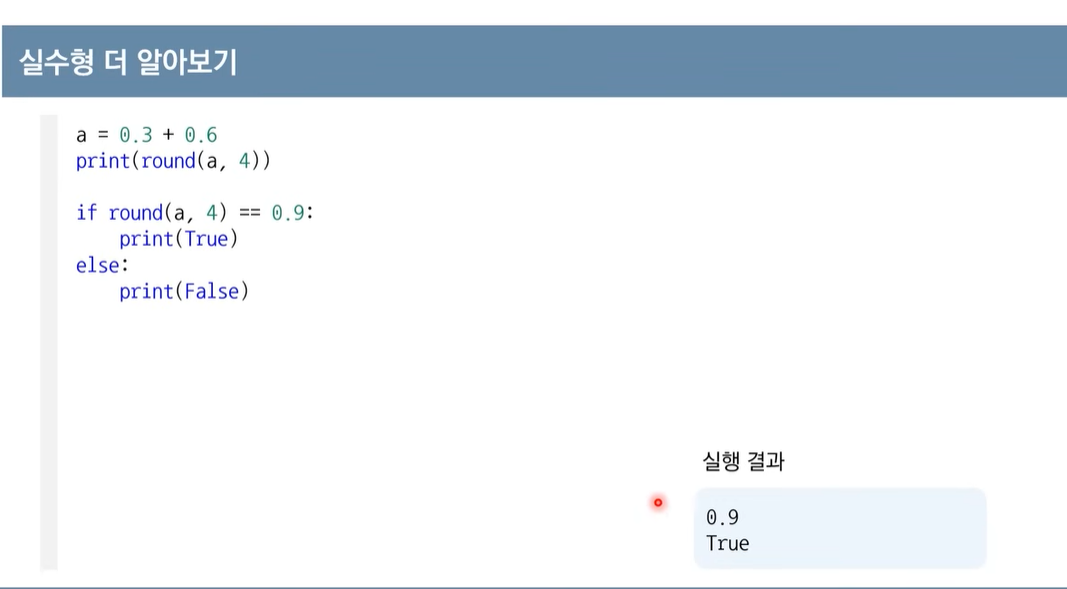 실수형 더 알아보기
a = 0.3 + 0.6
print(round(a, 4))
if round(a, 4) == 0.9:
    print(True)
else:
    print(False)
실행 결과
0.9
True